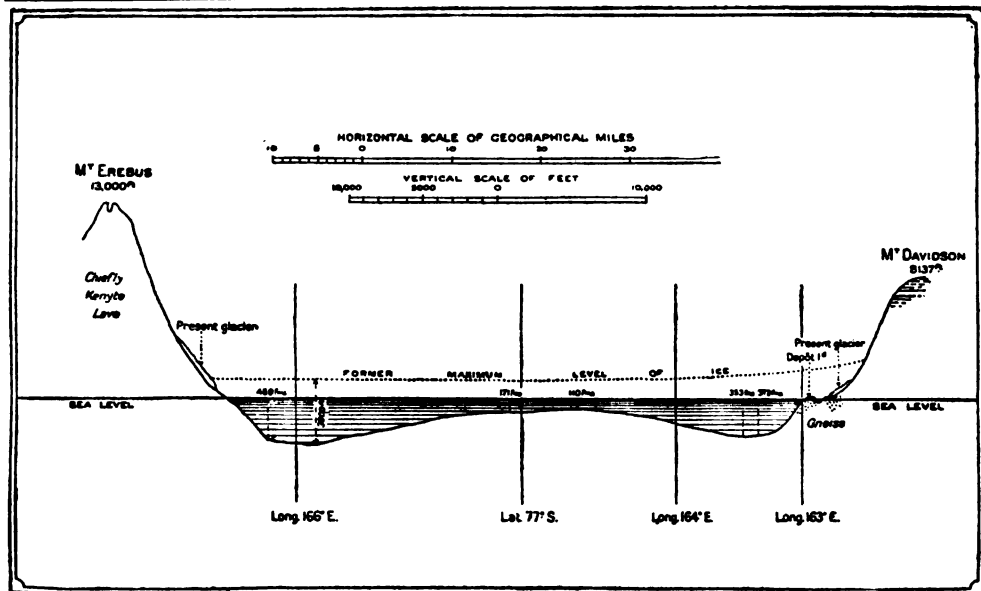 HORIZONTAL SCALE OF GEOGRAPHICAL MILES
10 5 0 10 20 30
VERTICAL SCALE OF FEET
10,000 5000 0 10,000
Mᵀ EREBUS
13,000ᶠᵗ
Chiefly
Kenyte
Lava
Mᵀ DAVIDSON
8137ᶠᵗ
Present glacier
Present glacier
Depôt Iᵈ
FORMER MAXIMUM LEVEL OF ICE
SEA LEVEL
SEA LEVEL
Gneiss
Long. 166° E.
Lat. 77° S.
Long. 164° E.
Long. 163° E.